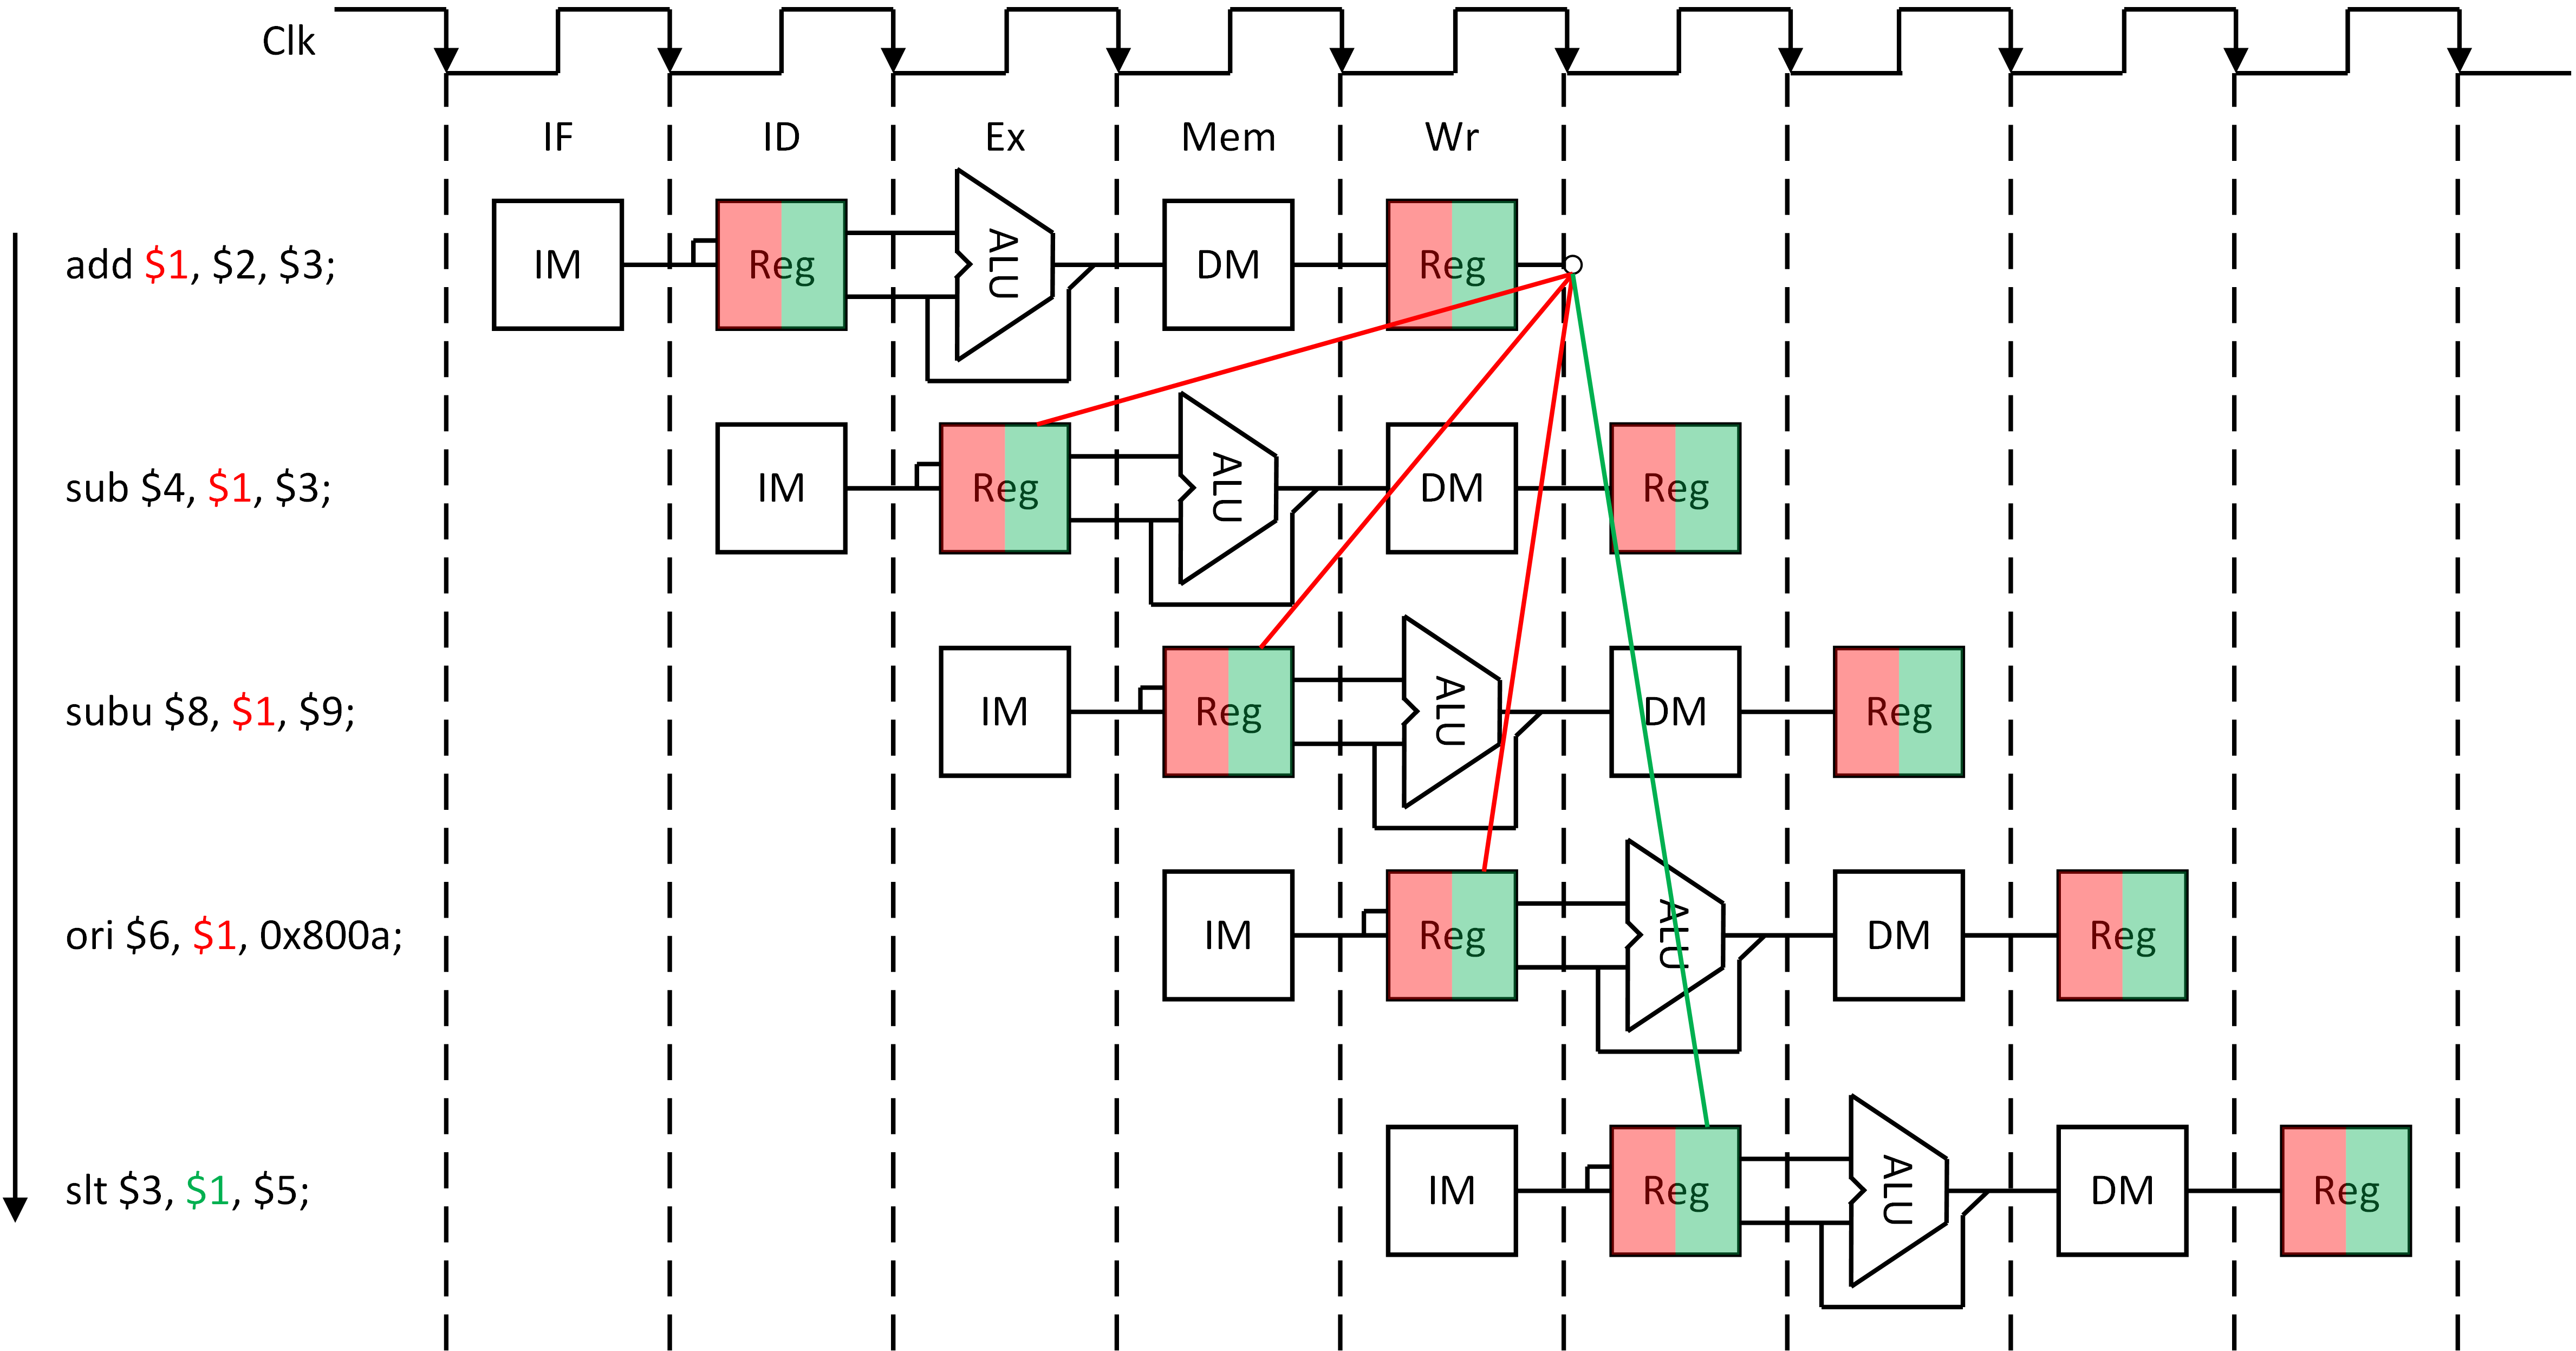 Clk
IF ID Ex Mem Wr
add $1, $2, $3; IM Reg ALU DM Reg
sub $4, $1, $3; IM Reg ALU DM Reg
subu $8, $1, $9; IM Reg ALU DM Reg
ori $6, $1, 0x800a; IM Reg ALU DM Reg
slt $3, $1, $5; IM Reg ALU DM Reg